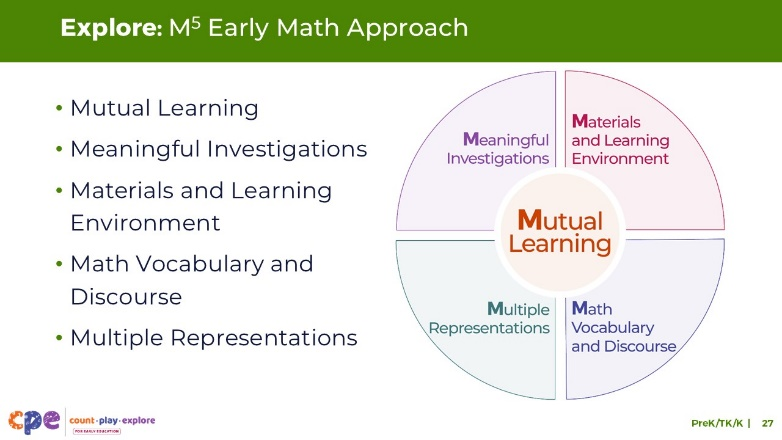 Explore: M⁵ Early Math Approach
• Mutual Learning
• Meaningful Investigations
• Materials and Learning
Environment
• Math Vocabulary and
Discourse
• Multiple Representations
Meaningful
Investigations
Materials
and Learning
Environment
Mutual
Learning
Multiple
Representations
Math
Vocabulary
and Discourse
cpe
count·play·explore
FOR EARLY EDUCATION
PreK/TK/K | 27